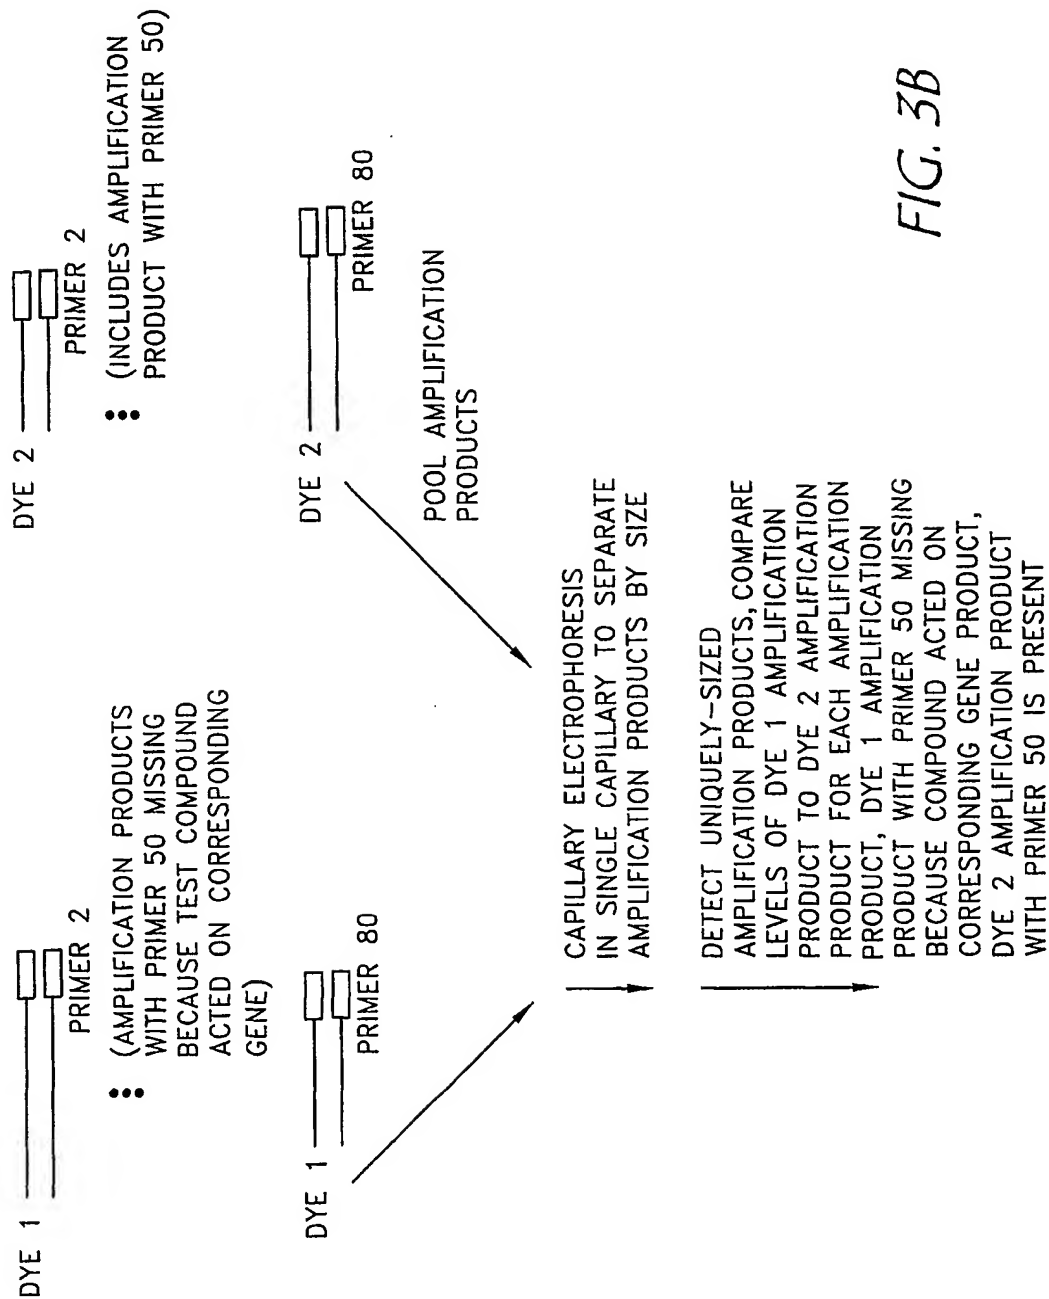 DYE 1
PRIMER 2
(AMPLIFICATION PRODUCTS
WITH PRIMER 50 MISSING
BECAUSE TEST COMPOUND
ACTED ON CORRESPONDING
GENE)
DYE 1
PRIMER 80
DYE 2
PRIMER 2
(INCLUDES AMPLIFICATION
PRODUCT WITH PRIMER 50)
DYE 2
PRIMER 80
POOL AMPLIFICATION
PRODUCTS
CAPILLARY ELECTROPHORESIS
IN SINGLE CAPILLARY TO SEPARATE
AMPLIFICATION PRODUCTS BY SIZE
DETECT UNIQUELY-SIZED
AMPLIFICATION PRODUCTS, COMPARE
LEVELS OF DYE 1 AMPLIFICATION
PRODUCT TO DYE 2 AMPLIFICATION
PRODUCT FOR EACH AMPLIFICATION
PRODUCT, DYE 1 AMPLIFICATION
PRODUCT WITH PRIMER 50 MISSING
BECAUSE COMPOUND ACTED ON
CORRESPONDING GENE PRODUCT,
DYE 2 AMPLIFICATION PRODUCT
WITH PRIMER 50 IS PRESENT
FIG. 3B